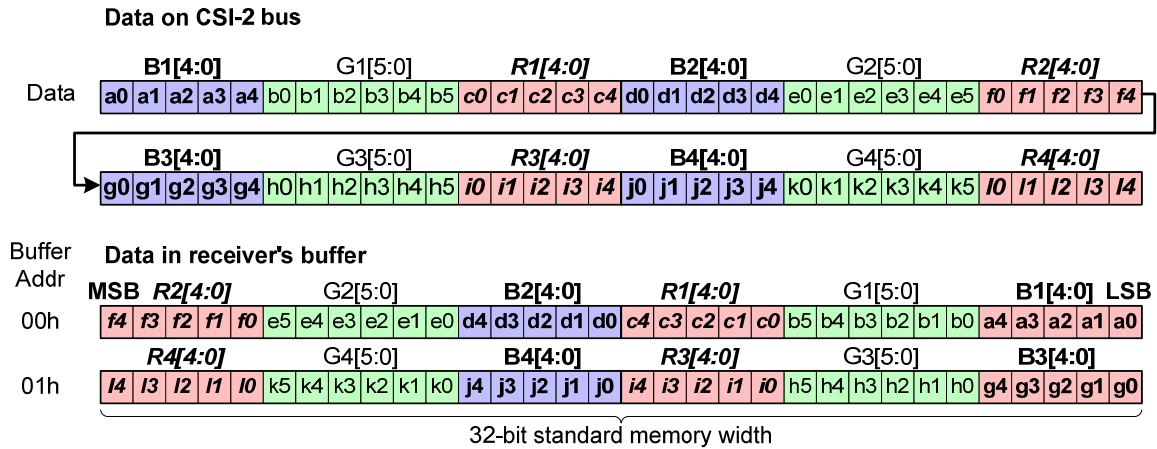 Data on CSI-2 bus
B1[4:0] G1[5:0] R1[4:0] B2[4:0] G2[5:0] R2[4:0]
Data a0 a1 a2 a3 a4 b0 b1 b2 b3 b4 b5 c0 c1 c2 c3 c4 d0 d1 d2 d3 d4 e0 e1 e2 e3 e4 e5 f0 f1 f2 f3 f4
B3[4:0] G3[5:0] R3[4:0] B4[4:0] G4[5:0] R4[4:0]
g0 g1 g2 g3 g4 h0 h1 h2 h3 h4 h5 i0 i1 i2 i3 i4 j0 j1 j2 j3 j4 k0 k1 k2 k3 k4 k5 l0 l1 l2 l3 l4
Buffer Addr
Data in receiver's buffer
MSB R2[4:0] G2[5:0] B2[4:0] R1[4:0] G1[5:0] B1[4:0] LSB
00h f4 f3 f2 f1 f0 e5 e4 e3 e2 e1 e0 d4 d3 d2 d1 d0 c4 c3 c2 c1 c0 b5 b4 b3 b2 b1 b0 a4 a3 a2 a1 a0
R4[4:0] G4[5:0] B4[4:0] R3[4:0] G3[5:0] B3[4:0]
01h l4 l3 l2 l1 l0 k5 k4 k3 k2 k1 k0 j4 j3 j2 j1 j0 i4 i3 i2 i1 i0 h5 h4 h3 h2 h1 h0 g4 g3 g2 g1 g0
32-bit standard memory width